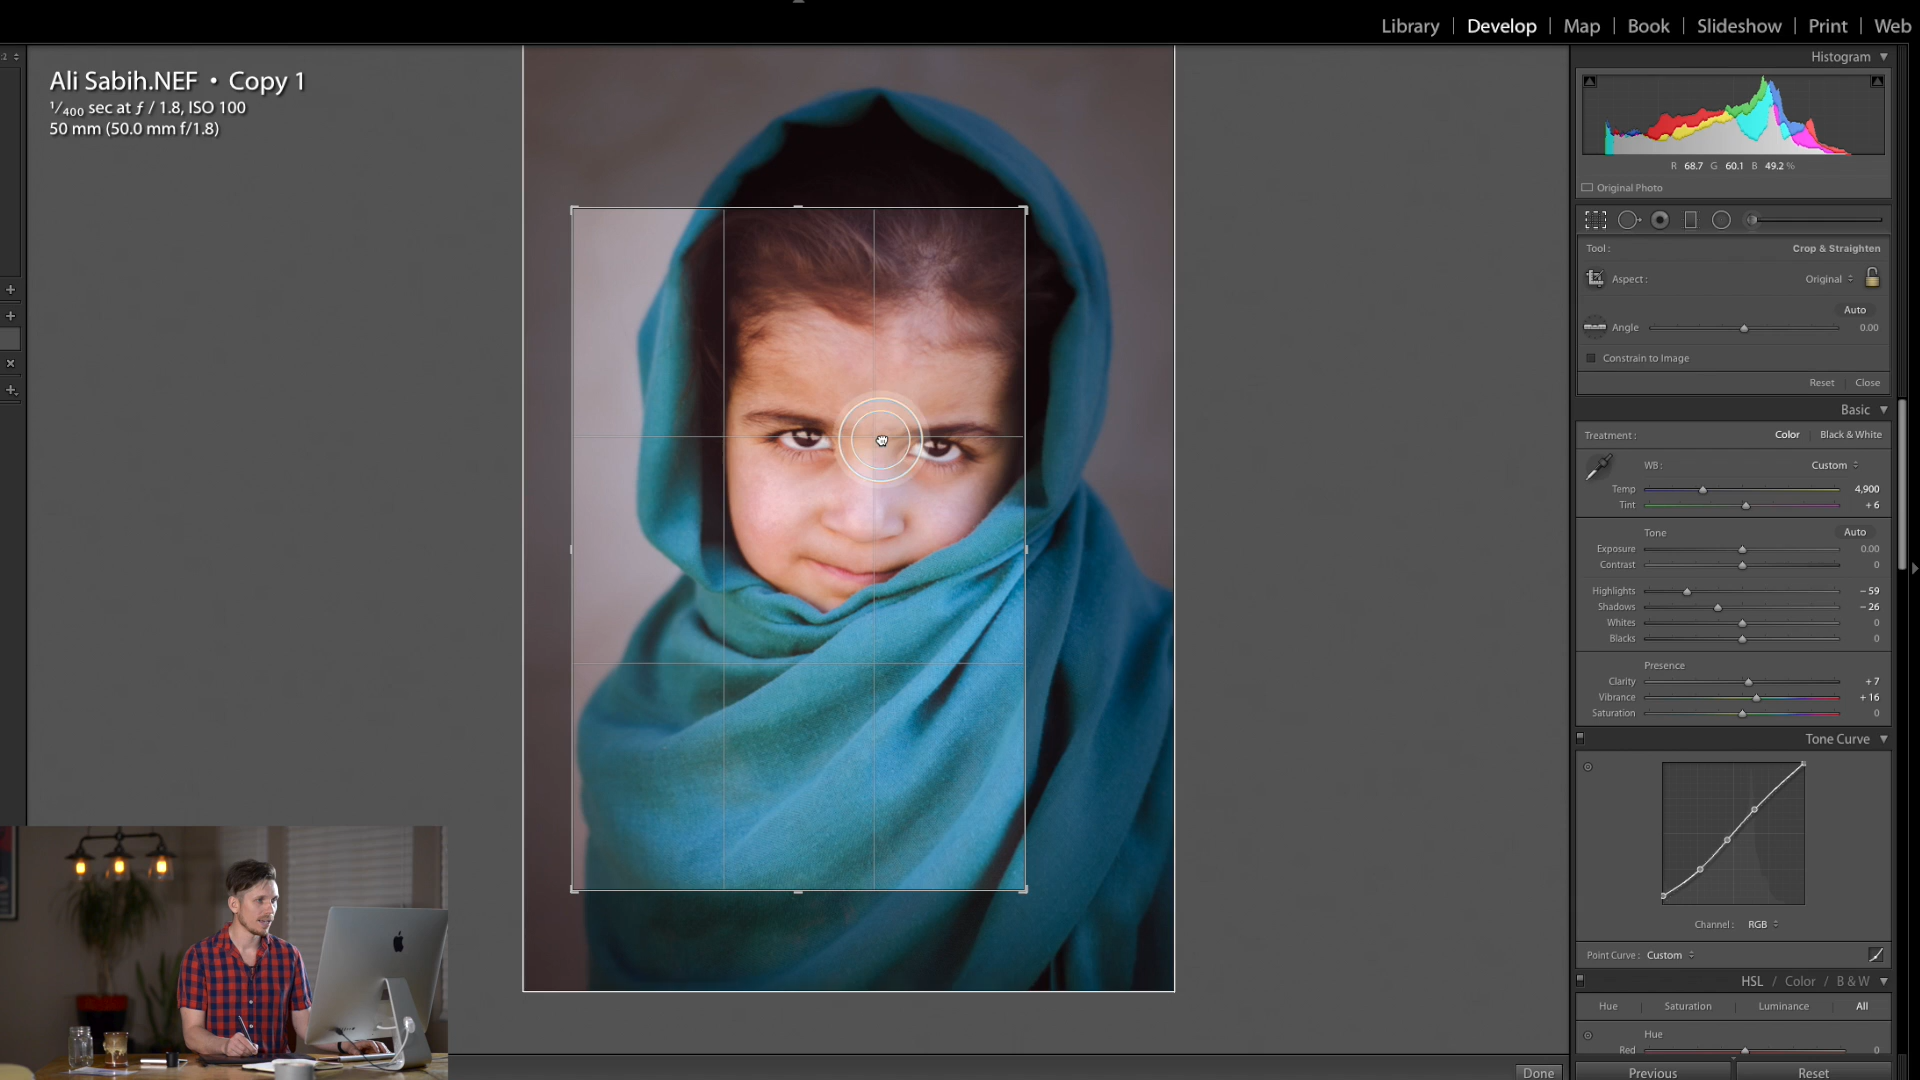 Library | Develop | Map | Book | Slideshow | Print | Web
Ali Sabih.NEF • Copy 1
1/400 sec at ƒ / 1.8, ISO 100
50 mm (50.0 mm f/1.8)
Histogram
R 68.7 G 60.1 B 49.2 %
Original Photo
Tool : Crop & Straighten
Aspect : Original
Auto
Angle 0.00
Constrain to Image
Reset Close
Basic
Treatment : Color Black & White
WB : Custom
Temp 4,900
Tint + 6
Tone Auto
Exposure 0.00
Contrast 0
Highlights – 59
Shadows – 26
Whites 0
Blacks 0
Presence
Clarity + 7
Vibrance + 16
Saturation 0
Tone Curve
Channel : RGB
Point Curve : Custom
HSL / Color / B & W
Hue Saturation Luminance All
Hue
Red 0
Done Previous Reset